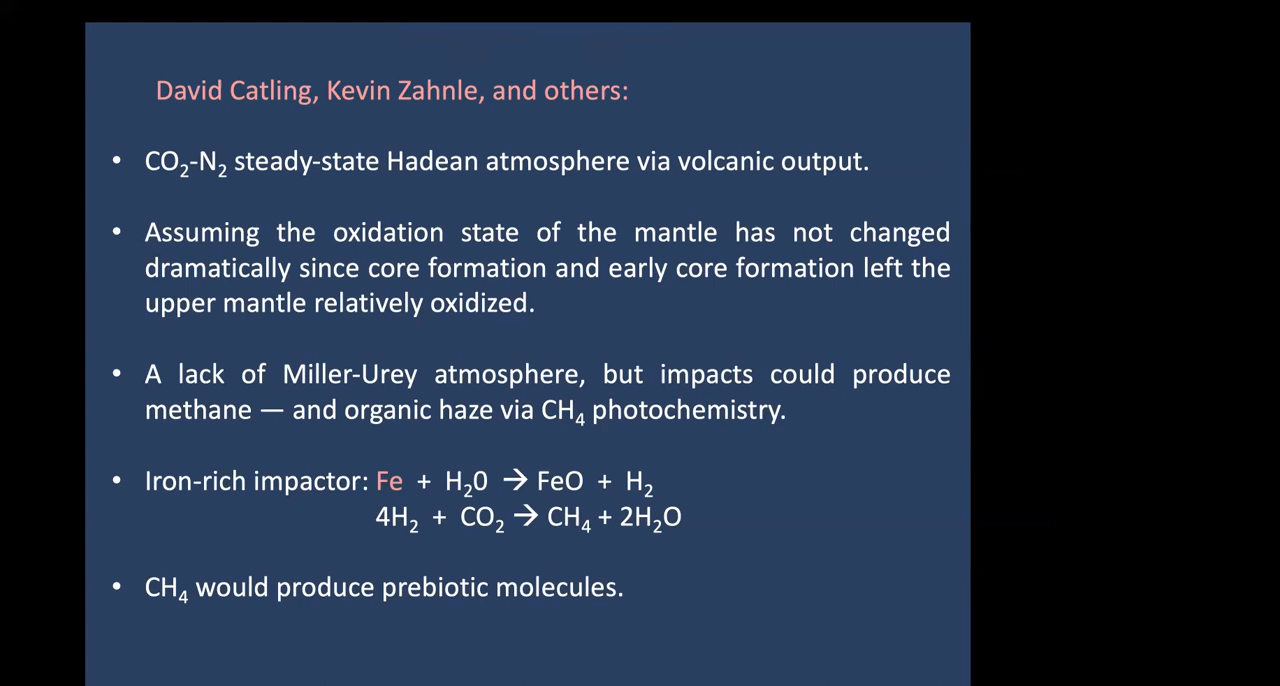 David Catling, Kevin Zahnle, and others:
• CO₂-N₂ steady-state Hadean atmosphere via volcanic output.
• Assuming the oxidation state of the mantle has not changed
dramatically since core formation and early core formation left the
upper mantle relatively oxidized.
• A lack of Miller-Urey atmosphere, but impacts could produce
methane — and organic haze via CH₄ photochemistry.
• Iron-rich impactor: Fe + H₂0 → FeO + H₂
4H₂ + CO₂ → CH₄ + 2H₂O
• CH₄ would produce prebiotic molecules.